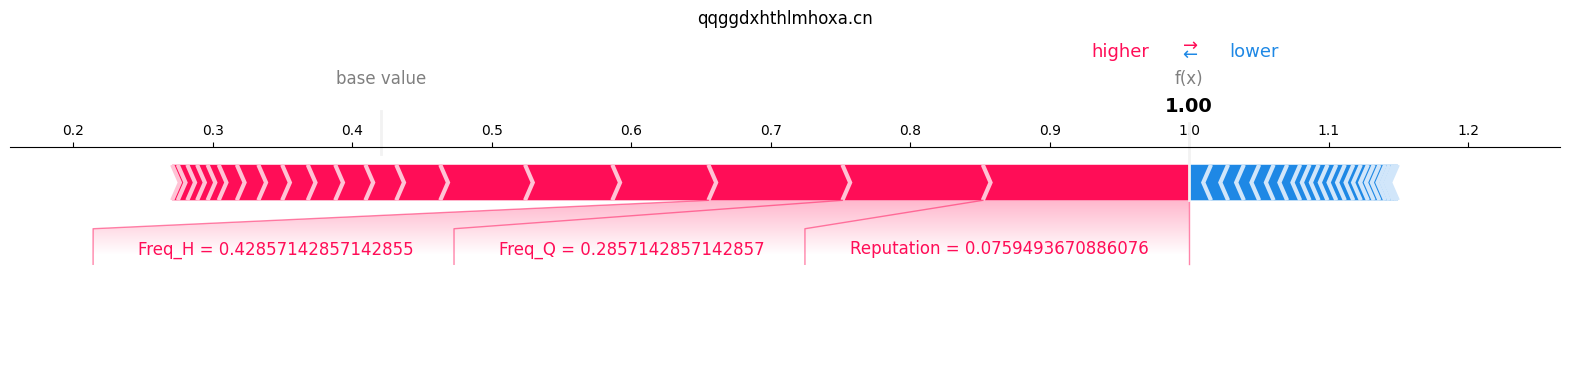 qqggdxhthlmhoxa.cn
higher → ← lower
base value f(x)
1.00
0.2 0.3 0.4 0.5 0.6 0.7 0.8 0.9 1.0 1.1 1.2
Freq_H = 0.42857142857142855 Freq_Q = 0.2857142857142857 Reputation = 0.0759493670886076